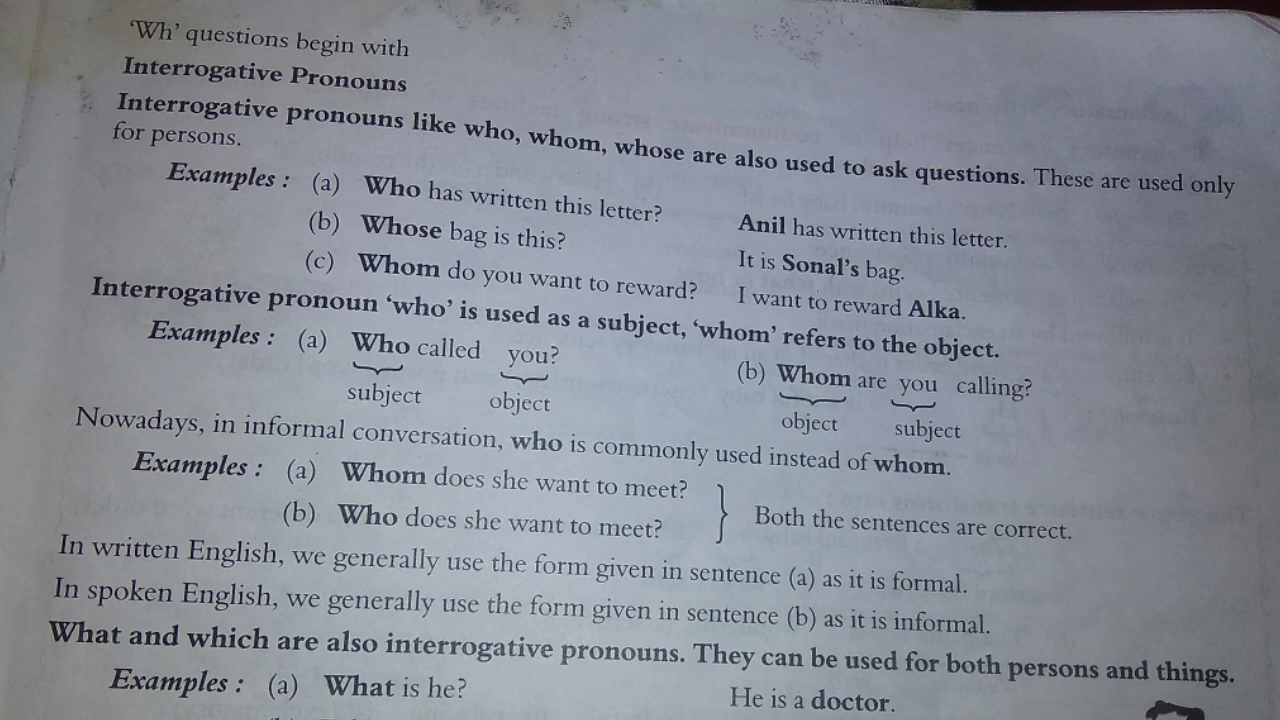 ‘Wh’ questions begin with
Interrogative Pronouns
Interrogative pronouns like who, whom, whose are also used to ask questions. These are used only
for persons.
Examples : (a) Who has written this letter? Anil has written this letter.
(b) Whose bag is this? It is Sonal’s bag.
(c) Whom do you want to reward? I want to reward Alka.
Interrogative pronoun ‘who’ is used as a subject, ‘whom’ refers to the object.
Examples : (a) Who called you? (b) Whom are you calling?
subject object object subject
Nowadays, in informal conversation, who is commonly used instead of whom.
Examples : (a) Whom does she want to meet?
(b) Who does she want to meet? } Both the sentences are correct.
In written English, we generally use the form given in sentence (a) as it is formal.
In spoken English, we generally use the form given in sentence (b) as it is informal.
What and which are also interrogative pronouns. They can be used for both persons and things.
Examples : (a) What is he? He is a doctor.